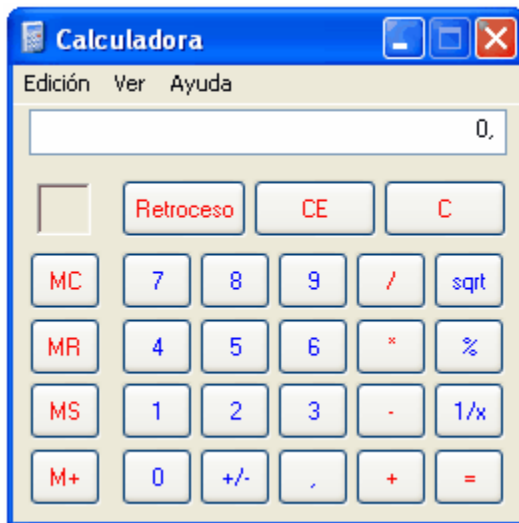 Calculadora
Edición Ver Ayuda
0,
Retroceso CE C
MC 7 8 9 / sqrt
MR 4 5 6 * %
MS 1 2 3 - 1/x
M+ 0 +/- , + =